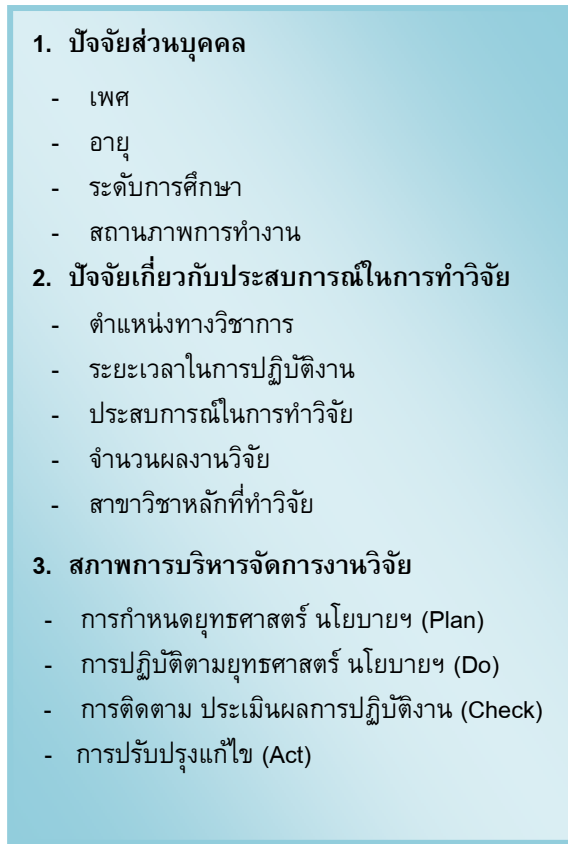 1. ปัจจัยส่วนบุคคล
- เพศ
- อายุ
- ระดับการศึกษา
- สถานภาพการทำงาน
2. ปัจจัยเกี่ยวกับประสบการณ์ในการทำวิจัย
- ตำแหน่งทางวิชาการ
- ระยะเวลาในการปฏิบัติงาน
- ประสบการณ์ในการทำวิจัย
- จำนวนผลงานวิจัย
- สาขาวิชาหลักที่ทำวิจัย
3. สภาพการบริหารจัดการงานวิจัย
- การกำหนดยุทธศาสตร์ นโยบายฯ (Plan)
- การปฏิบัติตามยุทธศาสตร์ นโยบายฯ (Do)
- การติดตาม ประเมินผลการปฏิบัติงาน (Check)
- การปรับปรุงแก้ไข (Act)